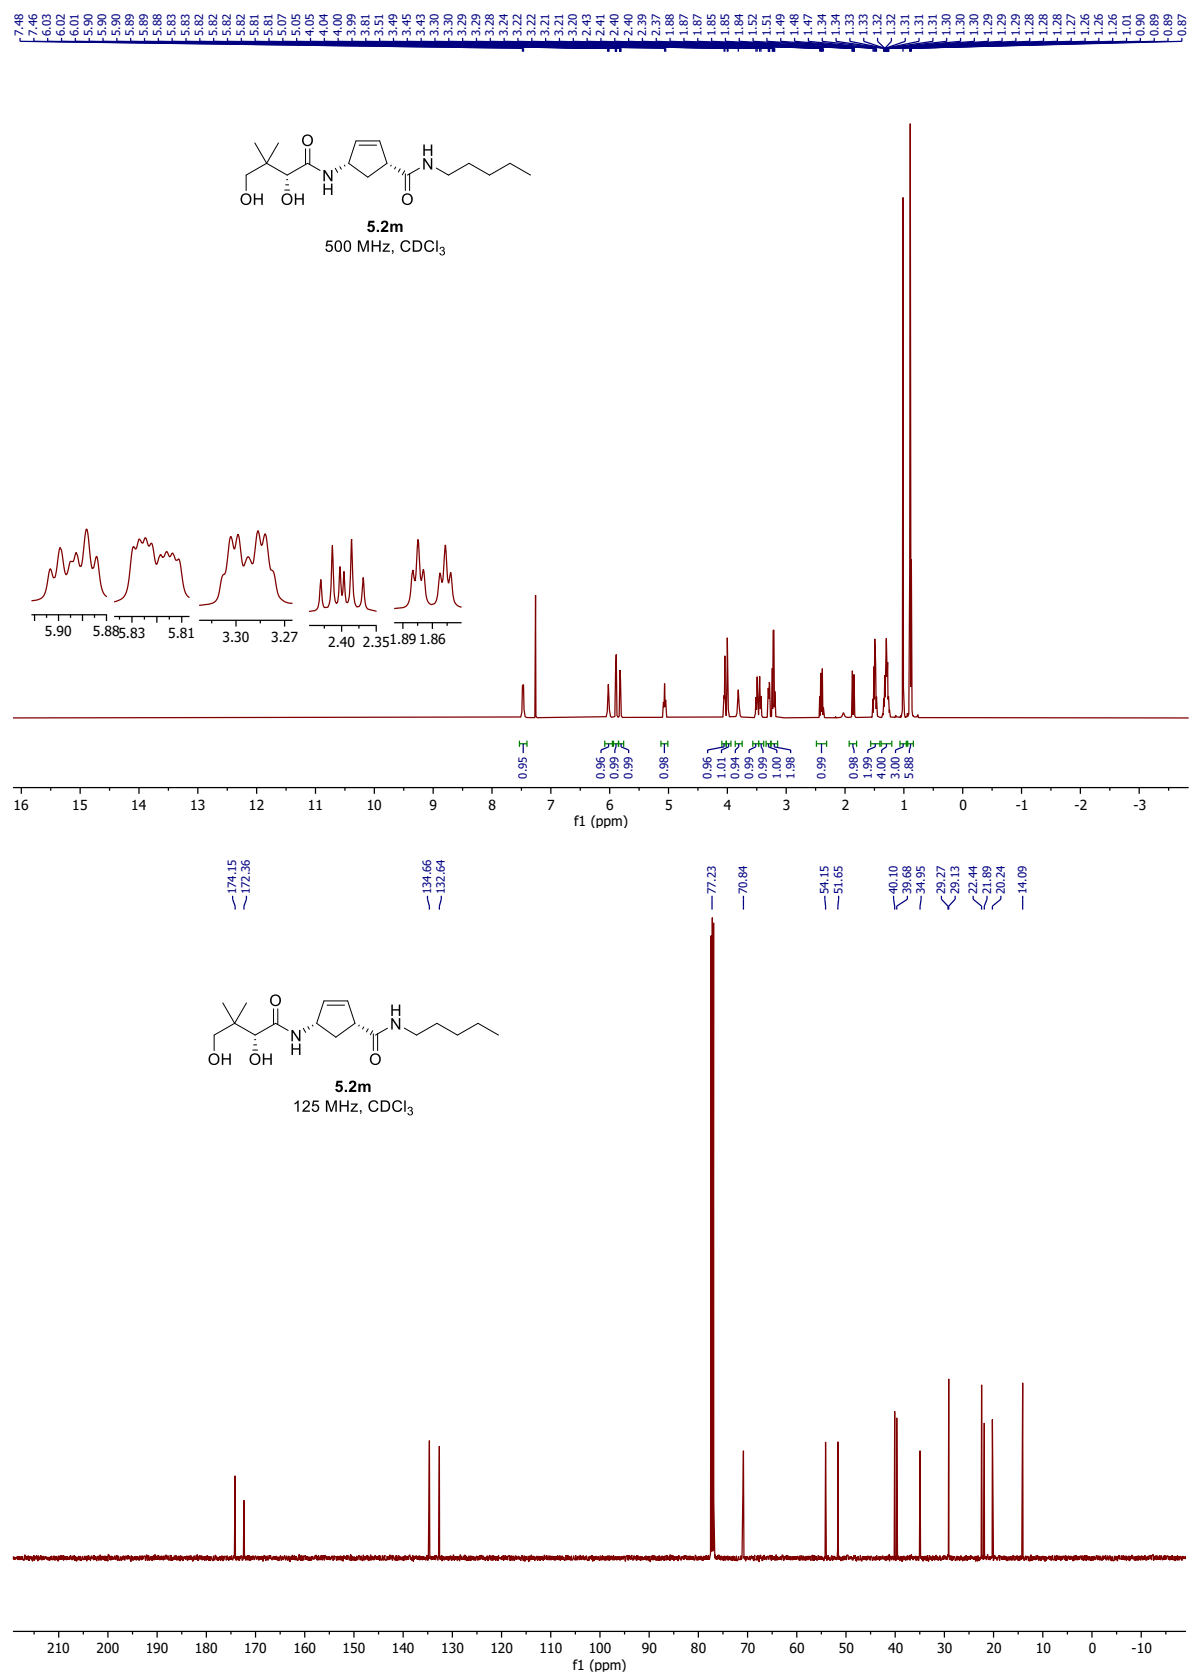 7.48 7.46 6.03 6.02 6.01 5.90 5.90 5.90 5.89 5.89 5.89 5.88 5.83 5.83 5.82 5.82 5.82 5.82 5.81 5.81 5.07 5.05 4.05 4.04 4.00 3.99 3.81 3.51 3.49 3.45 3.43 3.30 3.30 3.29 3.29 3.28 3.24 3.22 3.22 3.21 3.21 3.20 2.43 2.41 2.40 2.40 2.39 2.37 1.88 1.87 1.87 1.85 1.85 1.84 1.52 1.51 1.49 1.48 1.47 1.34 1.34 1.33 1.33 1.32 1.32 1.31 1.31 1.31 1.30 1.30 1.30 1.29 1.29 1.29 1.28 1.28 1.28 1.27 1.26 1.26 1.26 1.01 0.90 0.89 0.89 0.87
O
H
N
N
H
OH OH
O
5.2m
500 MHz, CDCl3
5.90 5.88 5.83 5.81 3.30 3.27 2.40 2.35 1.89 1.86
0.95 0.96 0.99 0.99 0.98 0.96 1.01 0.94 0.99 0.99 1.00 1.98 0.99 0.98 1.99 4.00 3.00 5.88
16 15 14 13 12 11 10 9 8 7 6 5 4 3 2 1 0 -1 -2 -3
f1 (ppm)
174.15 172.36 134.66 132.64 77.23 70.84 54.15 51.65 40.10 39.68 34.95 29.27 29.13 22.44 21.89 20.24 14.09
O
H
N
N
H
OH OH
O
5.2m
125 MHz, CDCl3
210 200 190 180 170 160 150 140 130 120 110 100 90 80 70 60 50 40 30 20 10 0 -10
f1 (ppm)